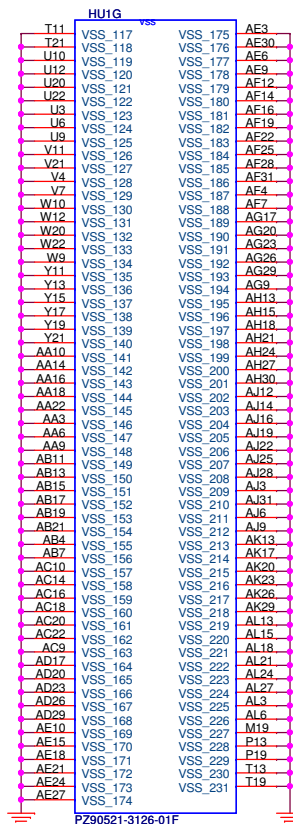 HU1G
VSS
T11 VSS_117 VSS_175 AE3
T21 VSS_118 VSS_176 AE30
U10 VSS_119 VSS_177 AE6
U12 VSS_120 VSS_178 AE9
U20 VSS_121 VSS_179 AF12
U22 VSS_122 VSS_180 AF14
U3 VSS_123 VSS_181 AF16
U6 VSS_124 VSS_182 AF19
U9 VSS_125 VSS_183 AF22
V11 VSS_126 VSS_184 AF25
V21 VSS_127 VSS_185 AF28
V4 VSS_128 VSS_186 AF31
V7 VSS_129 VSS_187 AF4
W10 VSS_130 VSS_188 AF7
W12 VSS_131 VSS_189 AG17
W20 VSS_132 VSS_190 AG20
W22 VSS_133 VSS_191 AG23
W9 VSS_134 VSS_192 AG26
Y11 VSS_135 VSS_193 AG29
Y13 VSS_136 VSS_194 AG9
Y15 VSS_137 VSS_195 AH13
Y17 VSS_138 VSS_196 AH15
Y19 VSS_139 VSS_197 AH18
Y21 VSS_140 VSS_198 AH21
AA10 VSS_141 VSS_199 AH24
AA14 VSS_142 VSS_200 AH27
AA16 VSS_143 VSS_201 AH30
AA18 VSS_144 VSS_202 AJ12
AA22 VSS_145 VSS_203 AJ14
AA3 VSS_146 VSS_204 AJ16
AA6 VSS_147 VSS_205 AJ19
AA9 VSS_148 VSS_206 AJ22
AB11 VSS_149 VSS_207 AJ25
AB13 VSS_150 VSS_208 AJ28
AB15 VSS_151 VSS_209 AJ3
AB17 VSS_152 VSS_210 AJ31
AB19 VSS_153 VSS_211 AJ6
AB21 VSS_154 VSS_212 AJ9
AB4 VSS_155 VSS_213 AK13
AB7 VSS_156 VSS_214 AK17
AC10 VSS_157 VSS_215 AK20
AC14 VSS_158 VSS_216 AK23
AC16 VSS_159 VSS_217 AK26
AC18 VSS_160 VSS_218 AK29
AC20 VSS_161 VSS_219 AL13
AC22 VSS_162 VSS_220 AL15
AC9 VSS_163 VSS_221 AL18
AD17 VSS_164 VSS_222 AL21
AD20 VSS_165 VSS_223 AL24
AD23 VSS_166 VSS_224 AL27
AD26 VSS_167 VSS_225 AL3
AD29 VSS_168 VSS_226 AL6
AE10 VSS_169 VSS_227 M19
AE15 VSS_170 VSS_228 P13
AE18 VSS_171 VSS_229 P19
AE21 VSS_172 VSS_230 T13
AE24 VSS_173 VSS_231 T19
AE27 VSS_174
PZ90521-3126-01F